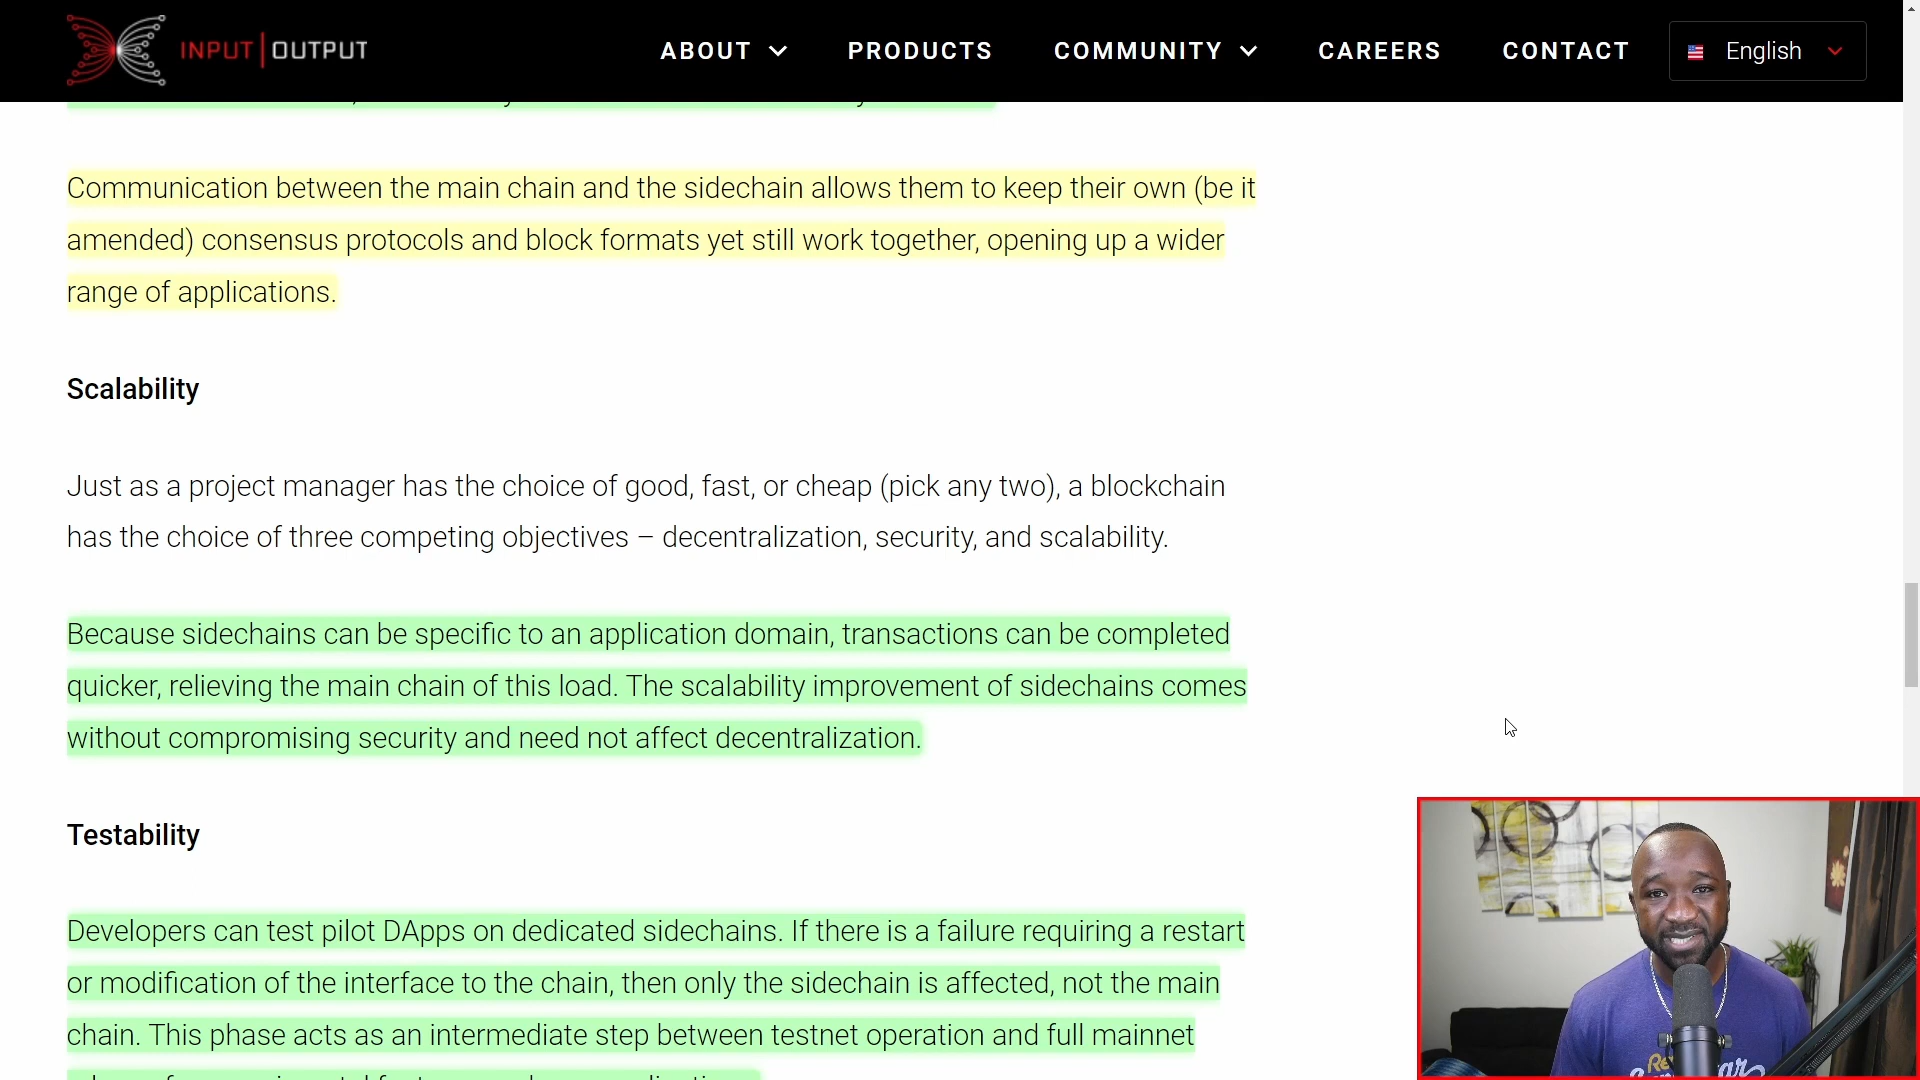 INPUT | OUTPUT
ABOUT
PRODUCTS
COMMUNITY
CAREERS
CONTACT
English
Communication between the main chain and the sidechain allows them to keep their own (be it
amended) consensus protocols and block formats yet still work together, opening up a wider
range of applications.
Scalability
Just as a project manager has the choice of good, fast, or cheap (pick any two), a blockchain
has the choice of three competing objectives – decentralization, security, and scalability.
Because sidechains can be specific to an application domain, transactions can be completed
quicker, relieving the main chain of this load. The scalability improvement of sidechains comes
without compromising security and need not affect decentralization.
Testability
Developers can test pilot DApps on dedicated sidechains. If there is a failure requiring a restart
or modification of the interface to the chain, then only the sidechain is affected, not the main
chain. This phase acts as an intermediate step between testnet operation and full mainnet